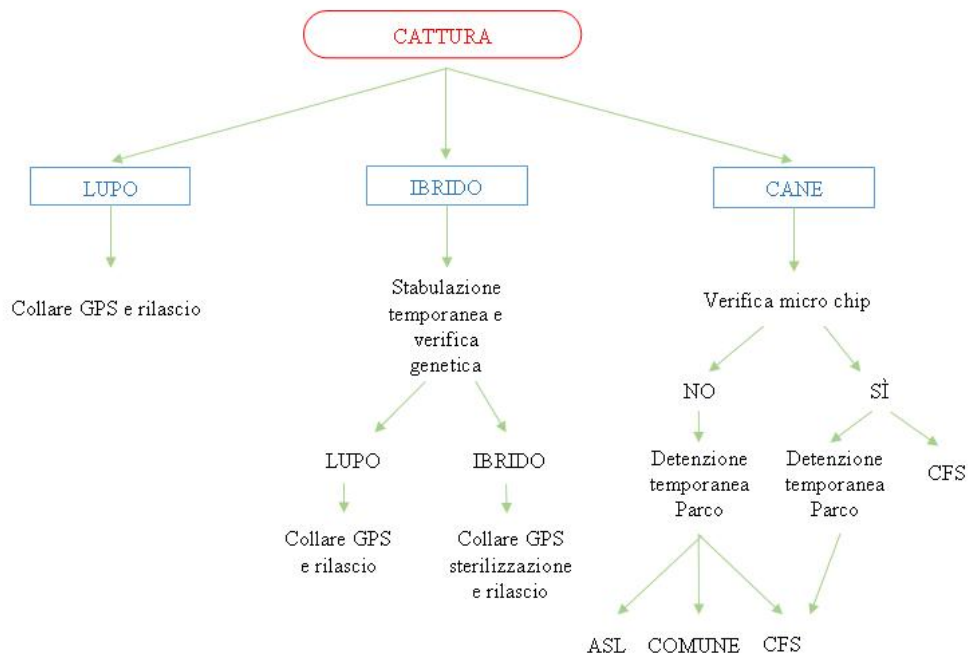 CATTURA
LUPO
IBRIDO
CANE
Collare GPS e rilascio
Stabulazione
temporanea e
verifica
genetica
Verifica micro chip
NO
SÌ
LUPO
IBRIDO
Detenzione
temporanea
Parco
Detenzione
temporanea
Parco
CFS
Collare GPS
e rilascio
Collare GPS
sterilizzazione
e rilascio
ASL
COMUNE
CFS